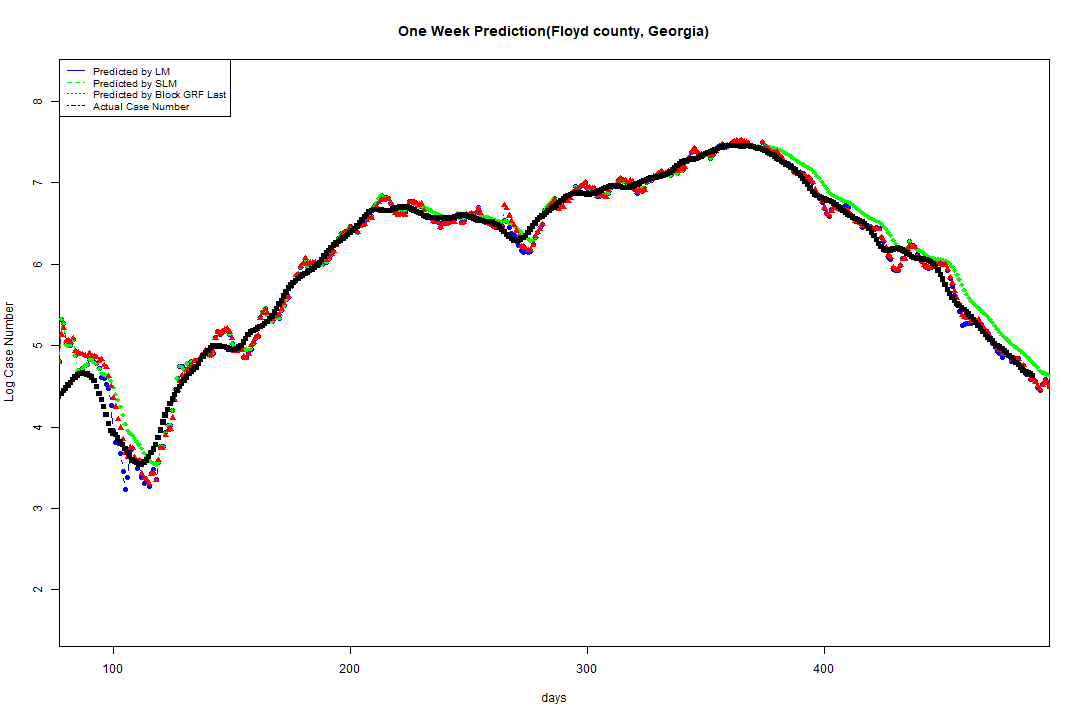 One Week Prediction(Floyd county, Georgia)
Predicted by LM
Predicted by SLM
Predicted by Block GRF Last
Actual Case Number
8
7
6
5
4
3
2
Log Case Number
100 200 300 400
days